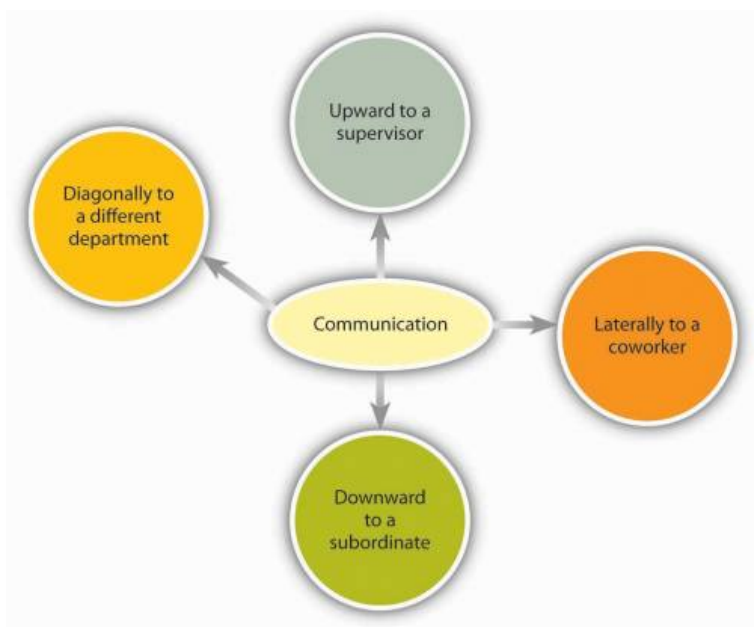 Upward to a
supervisor
Diagonally to
a different
department
Communication
Laterally to a
coworker
Downward
to a
subordinate